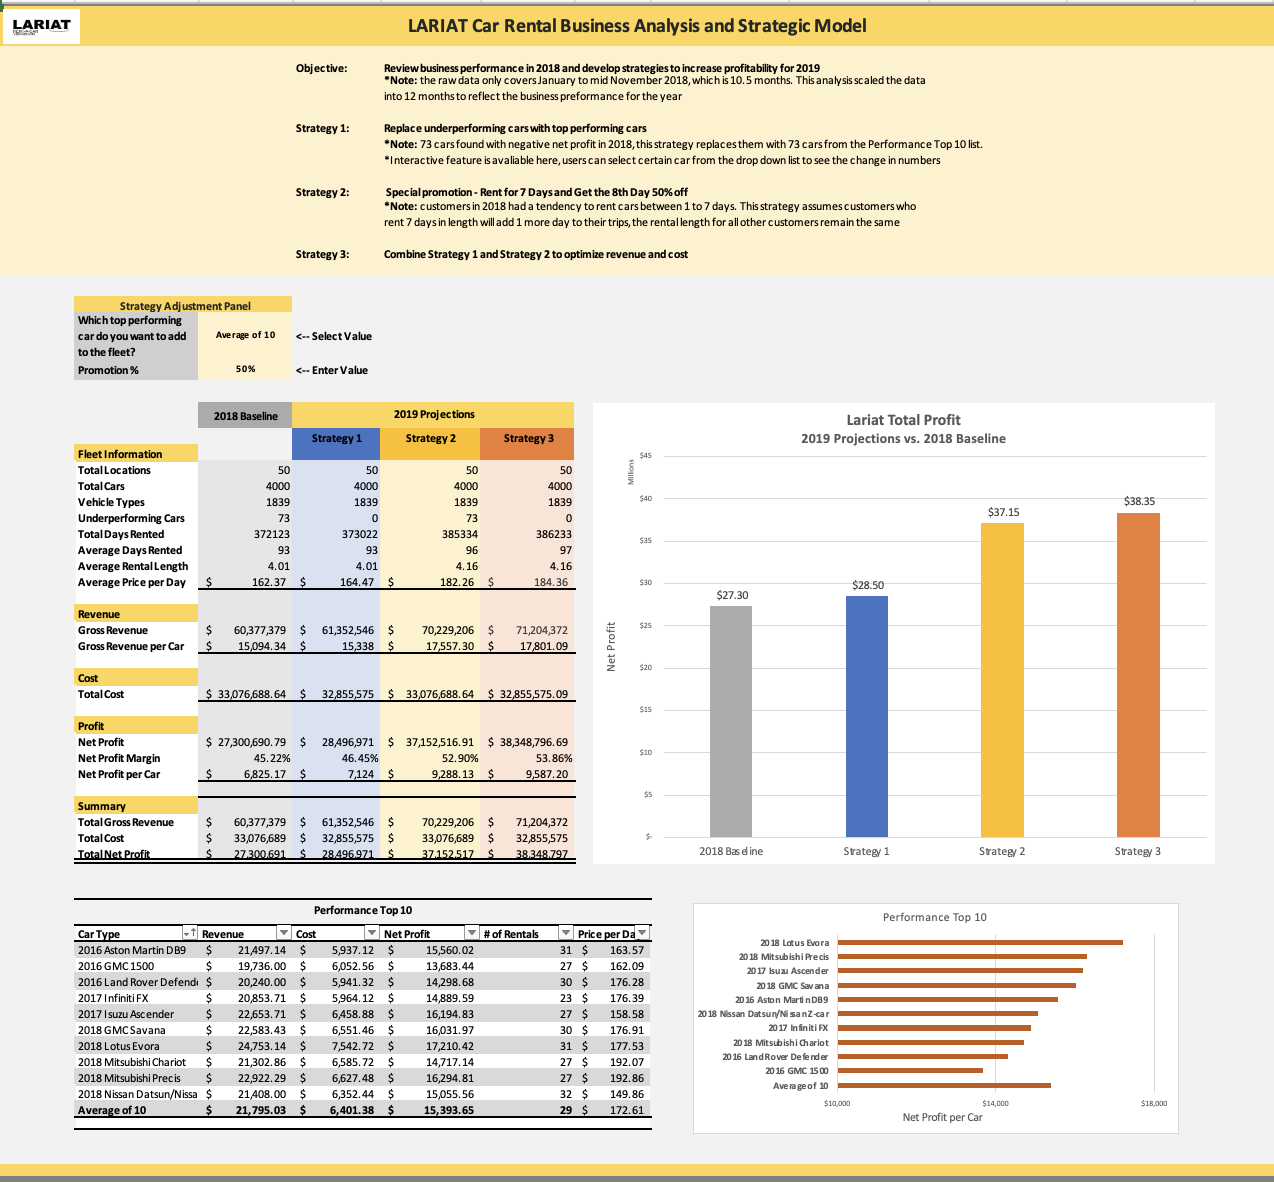 LARIAT
LARIAT Car Rental Business Analysis and Strategic Model
Objective: Review business performance in 2018 and develop strategies to increase profitability for 2019
*Note: the raw data only covers January to mid November 2018, which is 10.5 months. This analysis scaled the data
into 12 months to reflect the business preformance for the year
Strategy 1: Replace underperforming cars with top performing cars
*Note: 73 cars found with negative net profit in 2018, this strategy replaces them with 73 cars from the Performance Top 10 list.
*Interactive feature is avaliable here, users can select certain car from the drop down list to see the change in numbers
Strategy 2: Special promotion - Rent for 7 Days and Get the 8th Day 50% off
*Note: customers in 2018 had a tendency to rent cars between 1 to 7 days. This strategy assumes customers who
rent 7 days in length will add 1 more day to their trips, the rental length for all other customers remain the same
Strategy 3: Combine Strategy 1 and Strategy 2 to optimize revenue and cost
Strategy Adjustment Panel
Which top performing
car do you want to add
to the fleet?
Average of 10 <-- Select Value
Promotion % 50% <-- Enter Value
2018 Baseline 2019 Projections
Strategy 1 Strategy 2 Strategy 3
Fleet Information
Total Locations 50 50 50 50
Total Cars 4000 4000 4000 4000
Vehicle Types 1839 1839 1839 1839
Underperforming Cars 73 0 73 0
Total Days Rented 372123 373022 385334 386233
Average Days Rented 93 93 96 97
Average Rental Length 4.01 4.01 4.16 4.16
Average Price per Day $ 162.37 $ 164.47 $ 182.26 $ 184.36
Revenue
Gross Revenue $ 60,377,379 $ 61,352,546 $ 70,229,206 $ 71,204,372
Gross Revenue per Car $ 15,094.34 $ 15,338 $ 17,557.30 $ 17,801.09
Cost
Total Cost $ 33,076,688.64 $ 32,855,575 $ 33,076,688.64 $ 32,855,575.09
Profit
Net Profit $ 27,300,690.79 $ 28,496,971 $ 37,152,516.91 $ 38,348,796.69
Net Profit Margin 45.22% 46.45% 52.90% 53.86%
Net Profit per Car $ 6,825.17 $ 7,124 $ 9,288.13 $ 9,587.20
Summary
Total Gross Revenue $ 60,377,379 $ 61,352,546 $ 70,229,206 $ 71,204,372
Total Cost $ 33,076,689 $ 32,855,575 $ 33,076,689 $ 32,855,575
Total Net Profit $ 27,300,691 $ 28,496,971 $ 37,152,517 $ 38,348,797
Lariat Total Profit
2019 Projections vs. 2018 Baseline
Millions
Net Profit
$45
$40
$35
$30
$25
$20
$15
$10
$5
$-
$27.30
$28.50
$37.15
$38.35
2018 Baseline Strategy 1 Strategy 2 Strategy 3
Performance Top 10
Car Type Revenue Cost Net Profit # of Rentals Price per Da
2016 Aston Martin DB9 $ 21,497.14 $ 5,937.12 $ 15,560.02 31 $ 163.57
2016 GMC 1500 $ 19,736.00 $ 6,052.56 $ 13,683.44 27 $ 162.09
2016 Land Rover Defende $ 20,240.00 $ 5,941.32 $ 14,298.68 30 $ 176.28
2017 Infiniti FX $ 20,853.71 $ 5,964.12 $ 14,889.59 23 $ 176.39
2017 Isuzu Ascender $ 22,653.71 $ 6,458.88 $ 16,194.83 27 $ 158.58
2018 GMC Savana $ 22,583.43 $ 6,551.46 $ 16,031.97 30 $ 176.91
2018 Lotus Evora $ 24,753.14 $ 7,542.72 $ 17,210.42 31 $ 177.53
2018 Mitsubishi Chariot $ 21,302.86 $ 6,585.72 $ 14,717.14 27 $ 192.07
2018 Mitsubishi Precis $ 22,922.29 $ 6,627.48 $ 16,294.81 27 $ 192.86
2018 Nissan Datsun/Nissa $ 21,408.00 $ 6,352.44 $ 15,055.56 32 $ 149.86
Average of 10 $ 21,795.03 $ 6,401.38 $ 15,393.65 29 $ 172.61
Performance Top 10
2018 Lotus Evora
2018 Mitsubishi Precis
2017 Isuzu Ascender
2018 GMC Savana
2016 Aston Martin DB9
2018 Nissan Datsun/Nissan Z-car
2017 Infiniti FX
2018 Mitsubishi Chariot
2016 Land Rover Defender
2016 GMC 1500
Average of 10
$10,000 $14,000 $18,000
Net Profit per Car